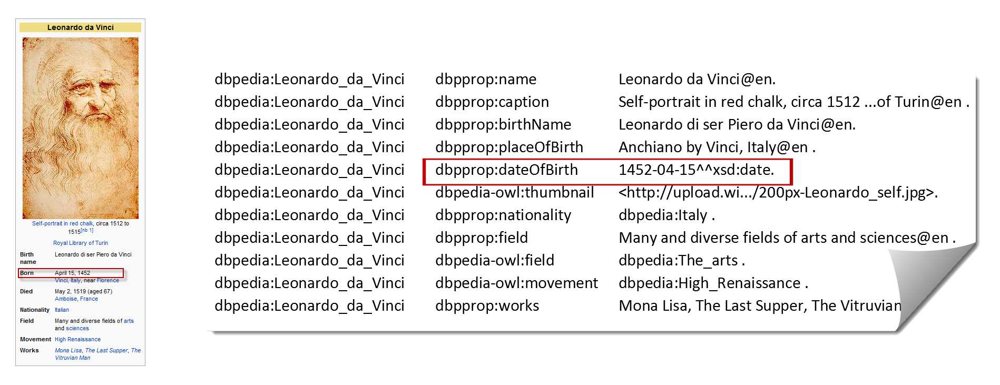 Leonardo da Vinci
Self-portrait in red chalk, circa 1512 to
1515[nb 1]
Royal Library of Turin
Birth name Leonardo di ser Piero da Vinci
Born April 15, 1452
Vinci, Italy, near Florence
Died May 2, 1519 (aged 67)
Amboise, France
Nationality Italian
Field Many and diverse fields of arts
and sciences
Movement High Renaissance
Works Mona Lisa, The Last Supper, The
Vitruvian Man
dbpedia:Leonardo_da_Vinci dbpprop:name Leonardo da Vinci@en.
dbpedia:Leonardo_da_Vinci dbpprop:caption Self-portrait in red chalk, circa 1512 ...of Turin@en .
dbpedia:Leonardo_da_Vinci dbpprop:birthName Leonardo di ser Piero da Vinci@en.
dbpedia:Leonardo_da_Vinci dbpprop:placeOfBirth Anchiano by Vinci, Italy@en .
dbpedia:Leonardo_da_Vinci dbpprop:dateOfBirth 1452-04-15^^xsd:date.
dbpedia:Leonardo_da_Vinci dbpedia-owl:thumbnail <http://upload.wi.../200px-Leonardo_self.jpg>.
dbpedia:Leonardo_da_Vinci dbpprop:nationality dbpedia:Italy .
dbpedia:Leonardo_da_Vinci dbpprop:field Many and diverse fields of arts and sciences@en .
dbpedia:Leonardo_da_Vinci dbpedia-owl:field dbpedia:The_arts .
dbpedia:Leonardo_da_Vinci dbpedia-owl:movement dbpedia:High_Renaissance .
dbpedia:Leonardo_da_Vinci dbpprop:works Mona Lisa, The Last Supper, The Vitruvian